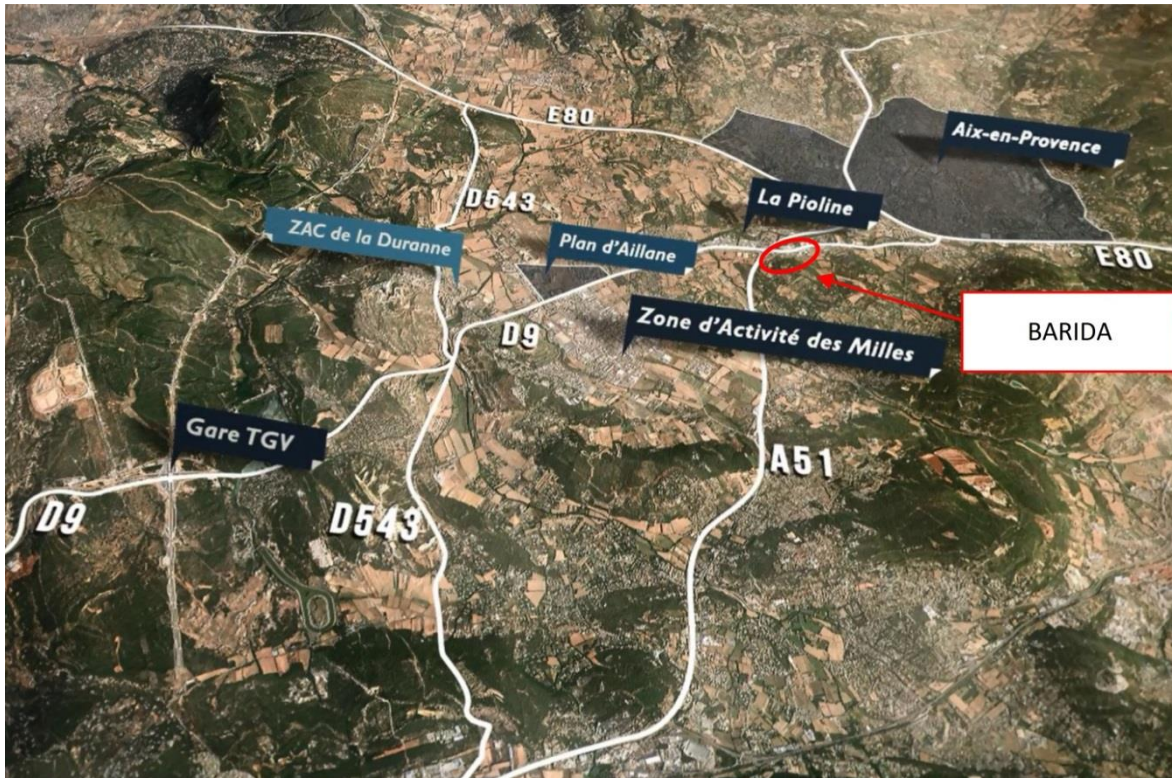 E80
Aix-en-Provence
D543
La Pioline
ZAC de la Duranne
Plan d'Aillane
E80
Zone d'Activité des Milles
BARIDA
D9
Gare TGV
A51
D9
D543